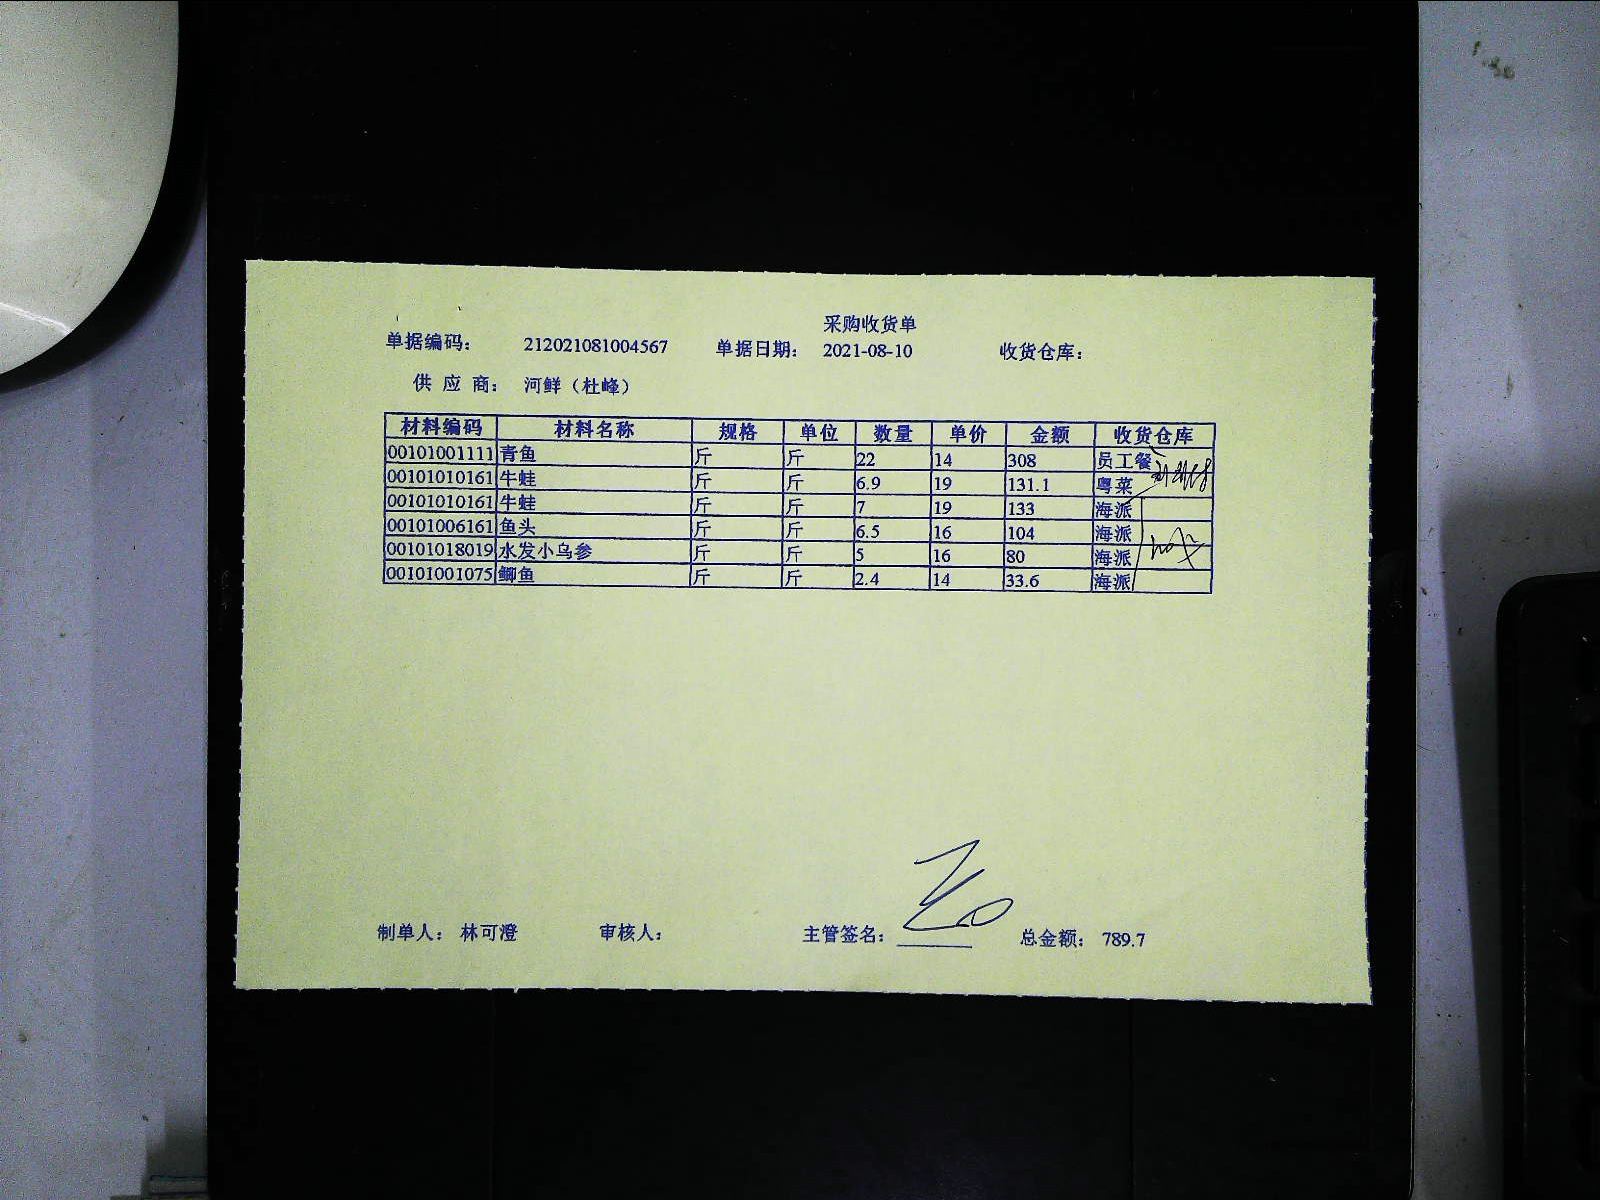 采购收货单
单据编码： 212021081004567 单据日期： 2021-08-10 收货仓库：
供 应 商： 河鲜（杜峰）
材料编码 材料名称 规格 单位 数量 单价 金额 收货仓库
00101001111 青鱼 斤 斤 22 14 308 员工餐
00101010161 牛蛙 斤 斤 6.9 19 131.1 粤菜
00101010161 牛蛙 斤 斤 7 19 133 海派
00101006161 鱼头 斤 斤 6.5 16 104 海派
00101018019 水发小乌参 斤 斤 5 16 80 海派
00101001075 鲫鱼 斤 斤 2.4 14 33.6 海派
制单人： 林可澄 审核人： 主管签名： 总金额： 789.7